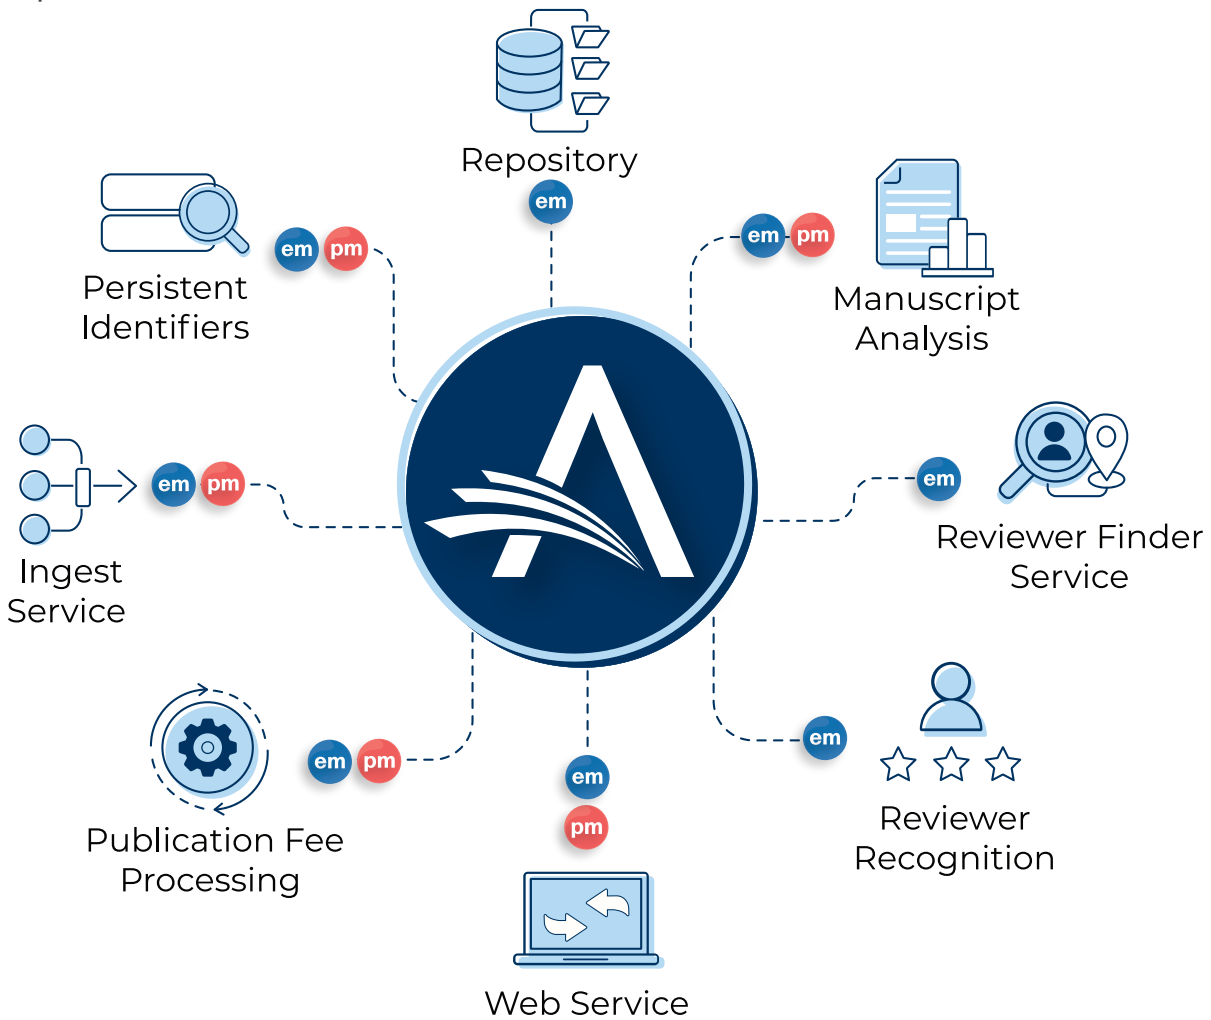 Repository
em
Persistent
Identifiers
em pm
em pm
Manuscript
Analysis
em pm
Ingest
Service
em
Reviewer Finder
Service
em pm
Publication Fee
Processing
em
Reviewer
Recognition
em
pm
Web Service